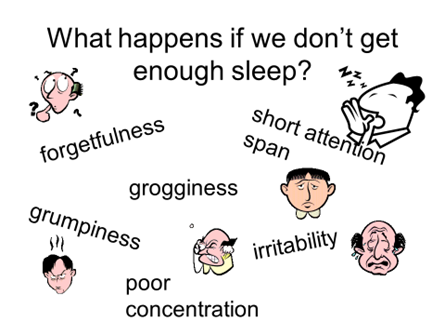 What happens if we don't get
enough sleep?
forgetfulness
short attention
span
grogginess
grumpiness
irritability
poor
concentration